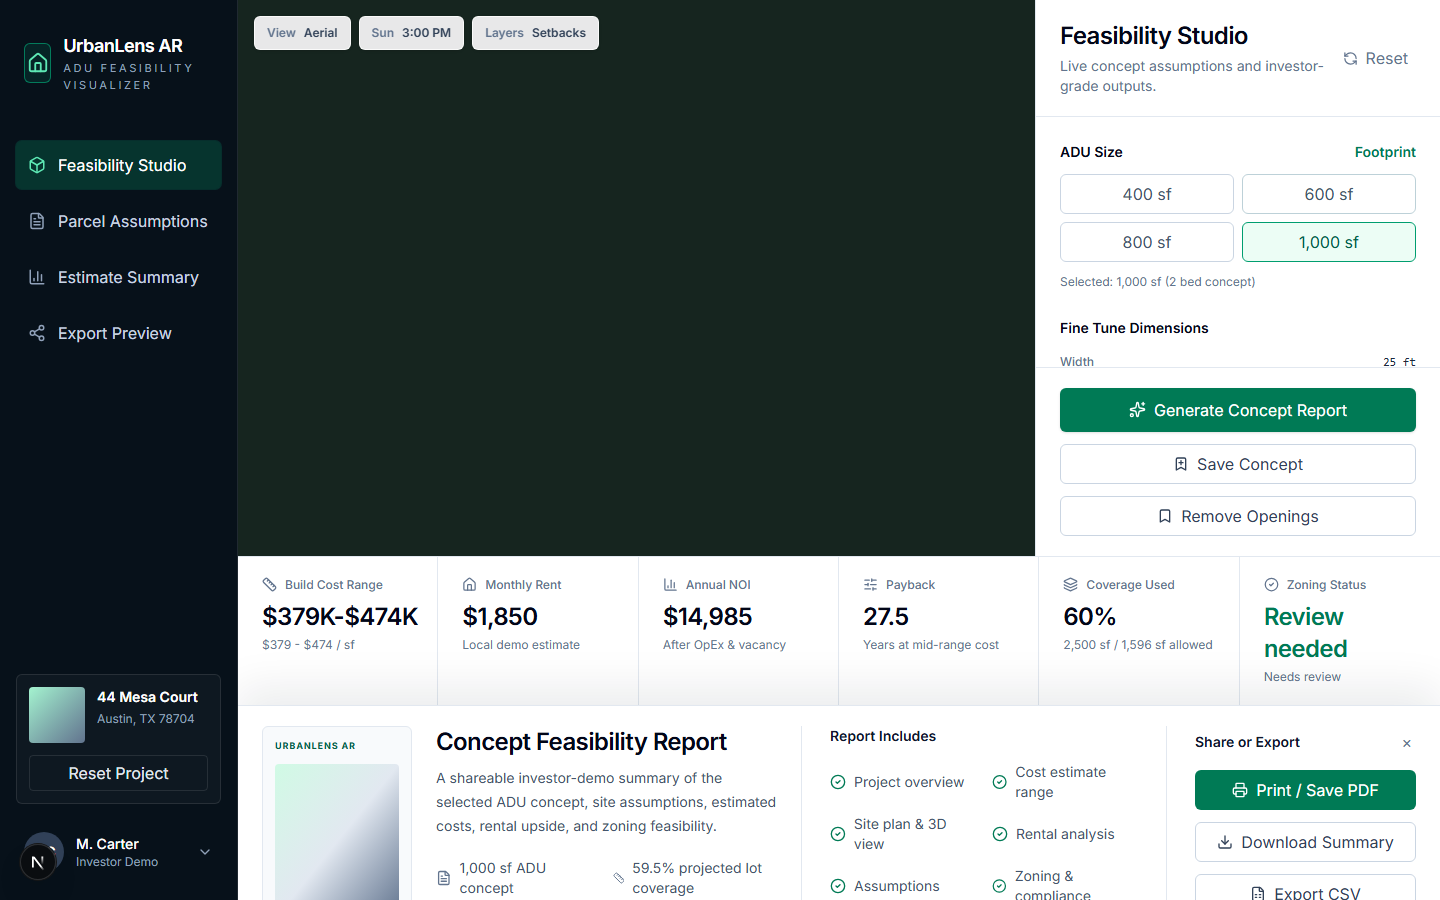 UrbanLens AR
ADU FEASIBILITY
VISUALIZER
Feasibility Studio
Parcel Assumptions
Estimate Summary
Export Preview
44 Mesa Court
Austin, TX 78704
Reset Project
N
M. Carter
Investor Demo
View Aerial
Sun 3:00 PM
Layers Setbacks
Feasibility Studio
Live concept assumptions and investor-
grade outputs.
Reset
ADU Size
Footprint
400 sf
600 sf
800 sf
1,000 sf
Selected: 1,000 sf (2 bed concept)
Fine Tune Dimensions
Width
25 ft
Generate Concept Report
Save Concept
Remove Openings
Build Cost Range
$379K-$474K
$379 - $474 / sf
Monthly Rent
$1,850
Local demo estimate
Annual NOI
$14,985
After OpEx & vacancy
Payback
27.5
Years at mid-range cost
Coverage Used
60%
2,500 sf / 1,596 sf allowed
Zoning Status
Review
needed
Needs review
URBANLENS AR
Concept Feasibility Report
A shareable investor-demo summary of the
selected ADU concept, site assumptions, estimated
costs, rental upside, and zoning feasibility.
1,000 sf ADU
concept
59.5% projected lot
coverage
Report Includes
Project overview
Cost estimate
range
Site plan & 3D
view
Rental analysis
Assumptions
Zoning &
compliance
Share or Export
Print / Save PDF
Download Summary
Export CSV